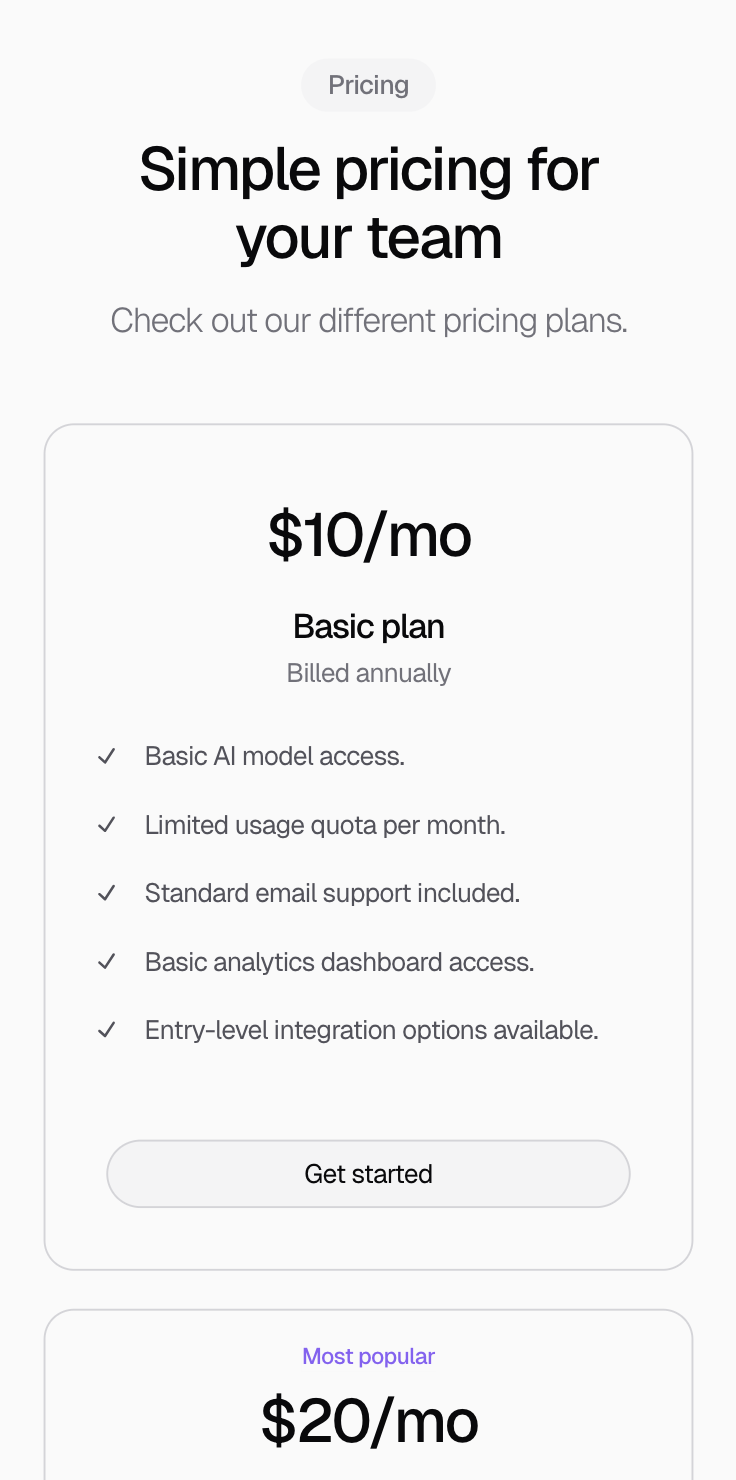 Pricing
Simple pricing for
your team
Check out our different pricing plans.
$10/mo
Basic plan
Billed annually
Basic AI model access.
Limited usage quota per month.
Standard email support included.
Basic analytics dashboard access.
Entry-level integration options available.
Get started
Most popular
$20/mo